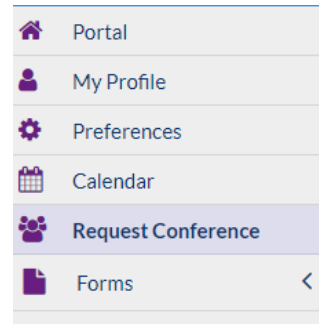 Portal
My Profile
Preferences
Calendar
Request Conference
Forms